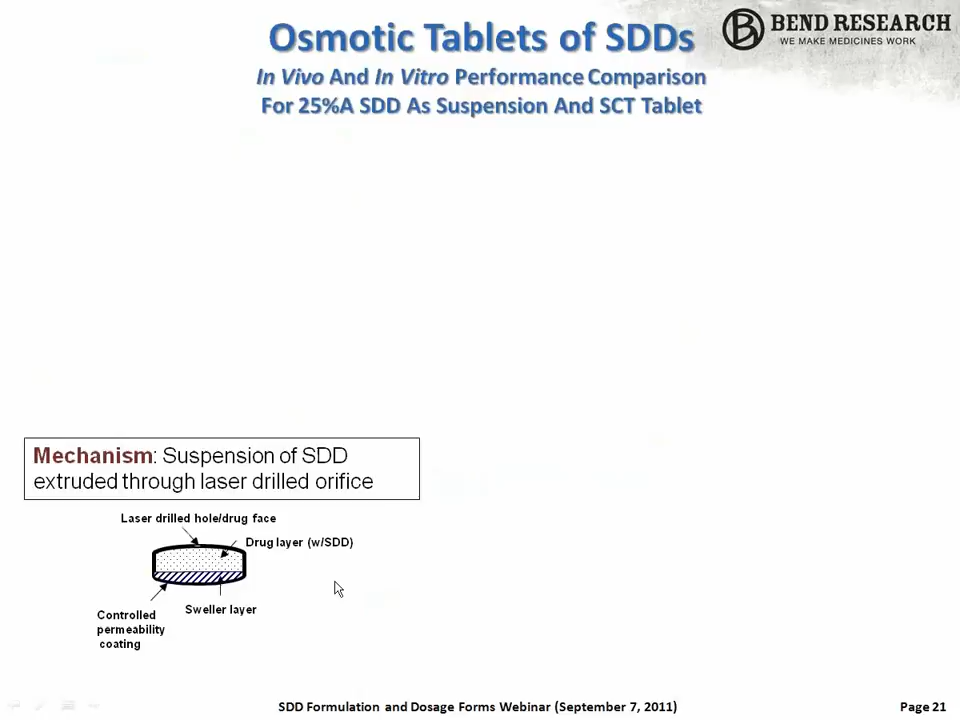 Osmotic Tablets of SDDs
In Vivo And In Vitro Performance Comparison
For 25%A SDD As Suspension And SCT Tablet
BEND RESEARCH
WE MAKE MEDICINES WORK
Mechanism: Suspension of SDD
extruded through laser drilled orifice
Laser drilled hole/drug face
Drug layer (w/SDD)
Sweller layer
Controlled
permeability
coating
SDD Formulation and Dosage Forms Webinar (September 7, 2011)
Page 21